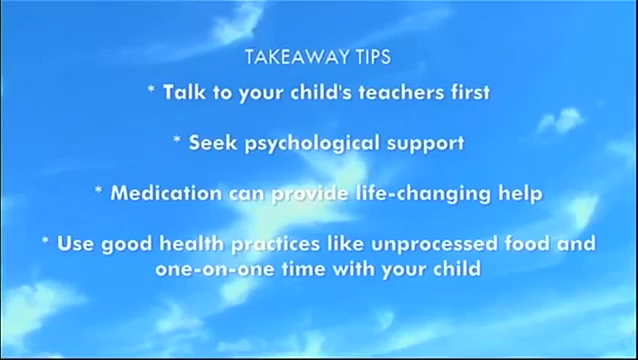 TAKEAWAY TIPS
* Talk to your child's teachers first
* Seek psychological support
* Medication can provide life-changing help
* Use good health practices like unprocessed food and
one-on-one time with your child